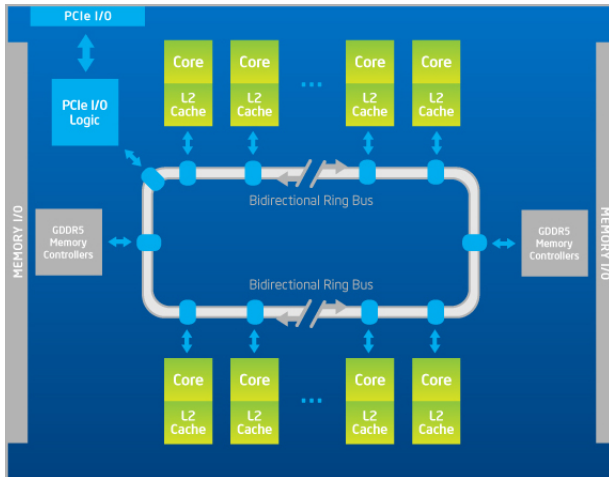 PCIe I/O
PCIe I/O
Logic
Core
L2
Cache
Core
L2
Cache
...
Core
L2
Cache
Core
L2
Cache
Bidirectional Ring Bus
MEMORY I/O
GDDR5
Memory
Controllers
GDDR5
Memory
Controllers
MEMORY I/O
Bidirectional Ring Bus
Core
L2
Cache
Core
L2
Cache
...
Core
L2
Cache
Core
L2
Cache